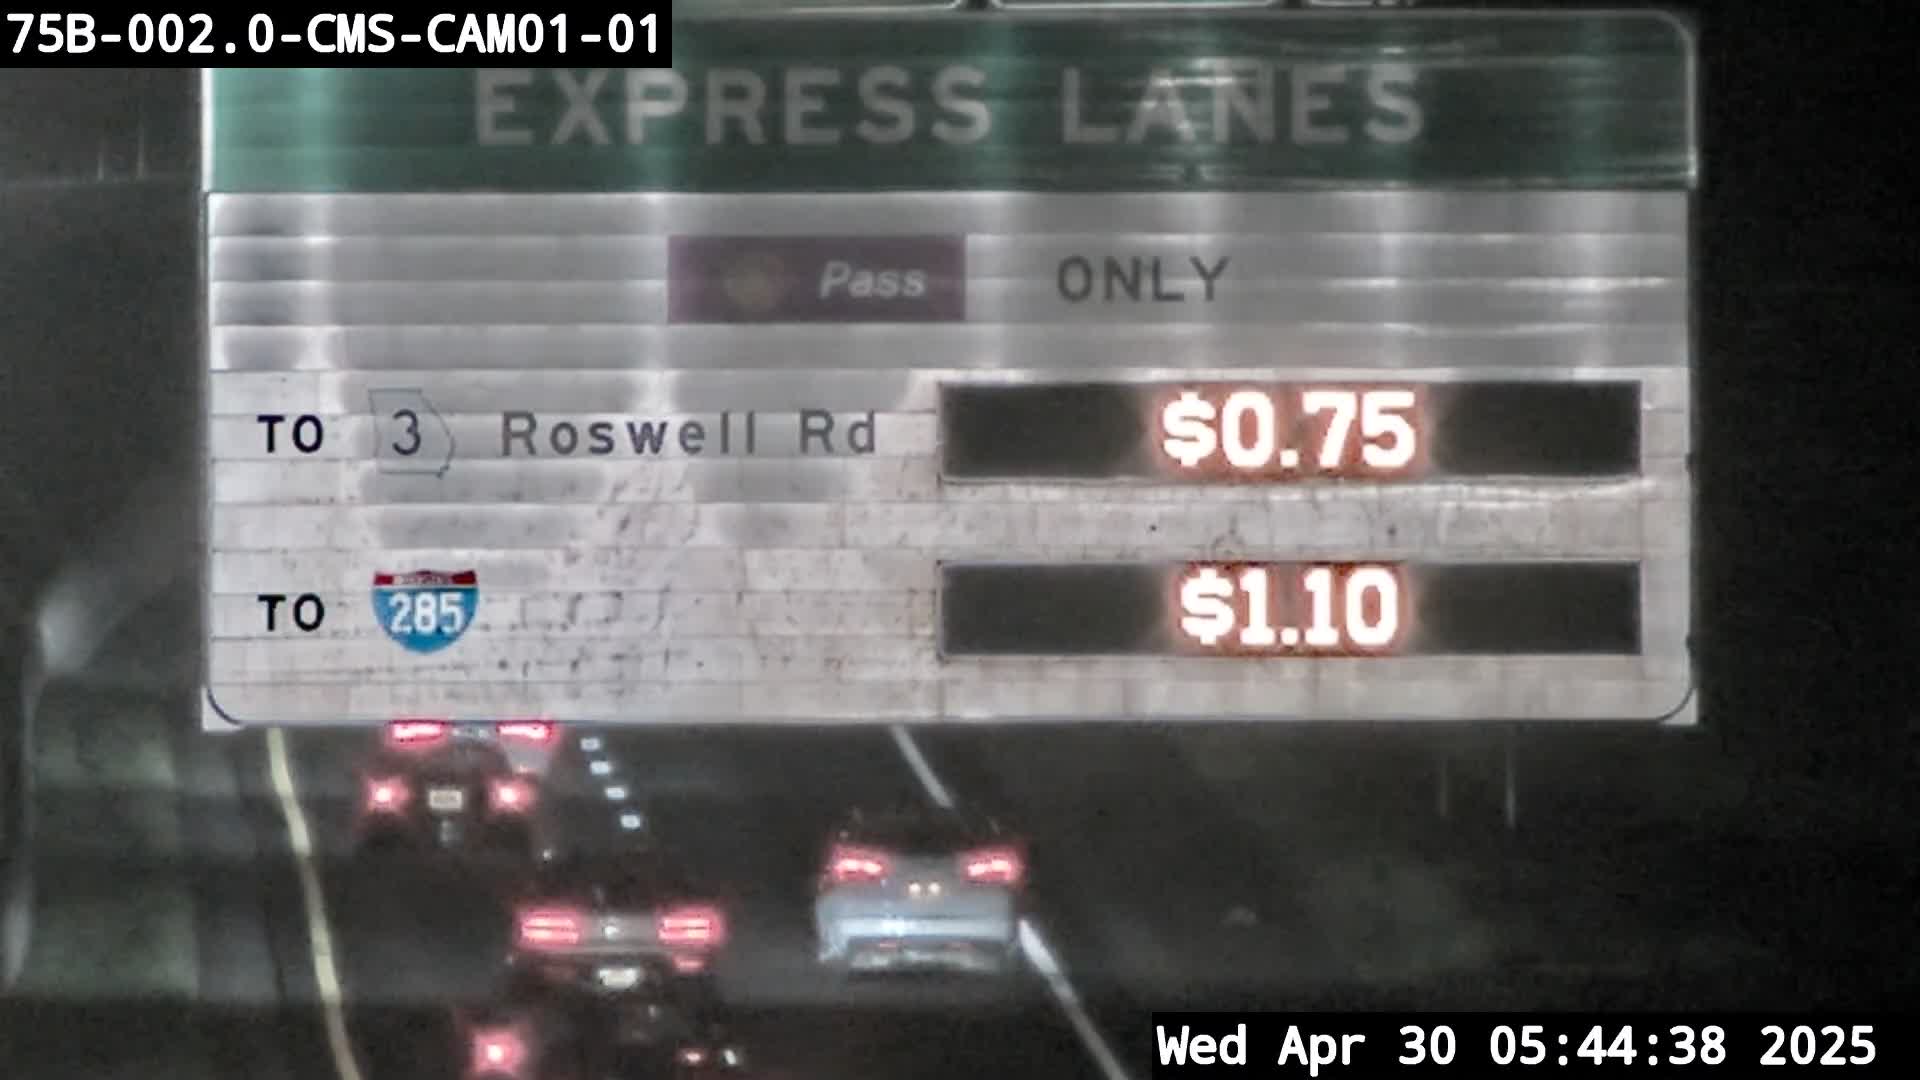 75B-002.0-CMS-CAM01-01
EXPRESS LANES
Pass ONLY
TO 3 Roswell Rd $0.75
TO 285 $1.10
Wed Apr 30 05:44:38 2025